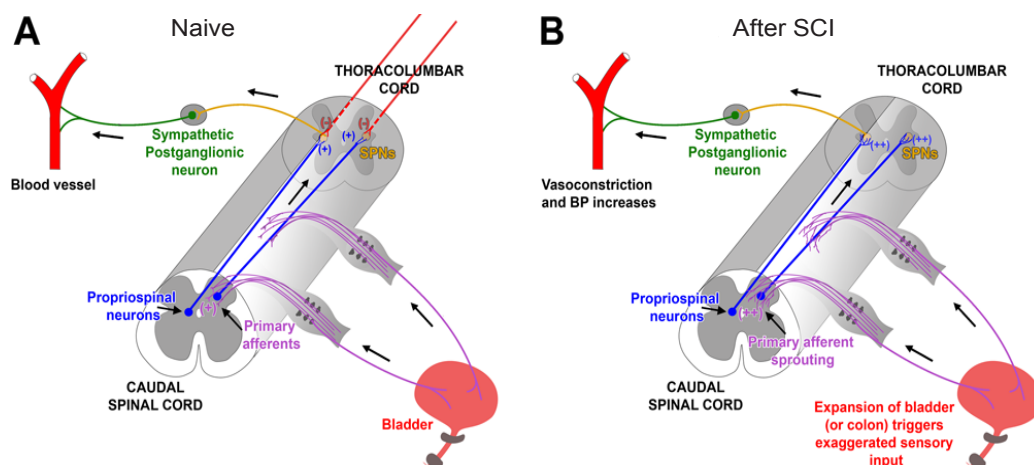 A
Naive
THORACOLUMBAR
CORD
(-)
(-)
(+)
(+)
SPNs
Sympathetic
Postganglionic
neuron
Blood vessel
Propriospinal
neurons
(+)
Primary
afferents
CAUDAL
SPINAL CORD
Bladder
B
After SCI
THORACOLUMBAR
CORD
(++)
(++)
SPNs
Sympathetic
Postganglionic
neuron
Vasoconstriction
and BP increases
Propriospinal
neurons
(++)
Primary afferent
sprouting
CAUDAL
SPINAL CORD
Expansion of bladder
(or colon) triggers
exaggerated sensory
input